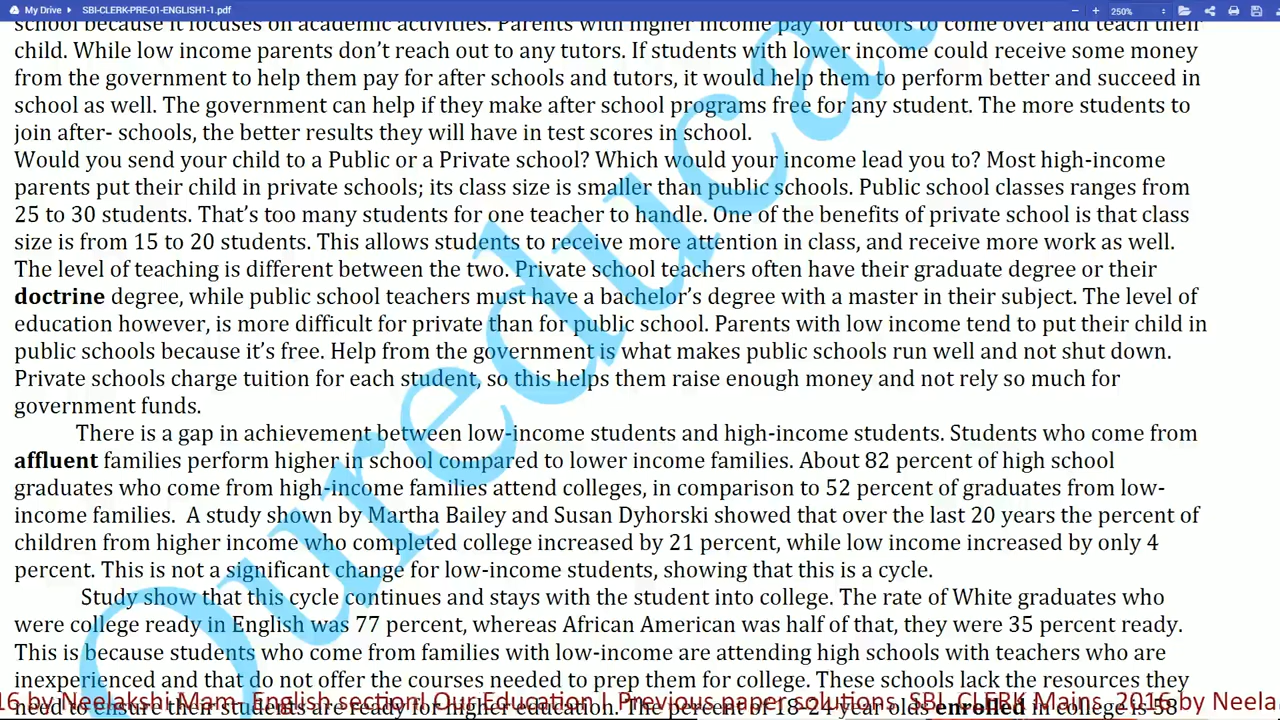 My Drive ▸ SBI-CLERK-PRE-01-ENGLISH1-1.pdf
− + 250%
school because it focuses on academic activities. Parents with higher income pay for tutors to come over and teach their
child. While low income parents don’t reach out to any tutors. If students with lower income could receive some money
from the government to help them pay for after schools and tutors, it would help them to perform better and succeed in
school as well. The government can help if they make after school programs free for any student. The more students to
join after- schools, the better results they will have in test scores in school.
Would you send your child to a Public or a Private school? Which would your income lead you to? Most high-income
parents put their child in private schools; its class size is smaller than public schools. Public school classes ranges from
25 to 30 students. That’s too many students for one teacher to handle. One of the benefits of private school is that class
size is from 15 to 20 students. This allows students to receive more attention in class, and receive more work as well.
The level of teaching is different between the two. Private school teachers often have their graduate degree or their
doctrine degree, while public school teachers must have a bachelor’s degree with a master in their subject. The level of
education however, is more difficult for private than for public school. Parents with low income tend to put their child in
public schools because it’s free. Help from the government is what makes public schools run well and not shut down.
Private schools charge tuition for each student, so this helps them raise enough money and not rely so much for
government funds.
There is a gap in achievement between low-income students and high-income students. Students who come from
affluent families perform higher in school compared to lower income families. About 82 percent of high school
graduates who come from high-income families attend colleges, in comparison to 52 percent of graduates from low-
income families. A study shown by Martha Bailey and Susan Dyhorski showed that over the last 20 years the percent of
children from higher income who completed college increased by 21 percent, while low income increased by only 4
percent. This is not a significant change for low-income students, showing that this is a cycle.
Study show that this cycle continues and stays with the student into college. The rate of White graduates who
were college ready in English was 77 percent, whereas African American was half of that, they were 35 percent ready.
This is because students who come from families with low-income are attending high schools with teachers who are
inexperienced and that do not offer the courses needed to prep them for college. These schools lack the resources they
need to ensure their students are ready for higher education. The percent of 18-24 year olds enrolled in college is 58
16 by Neelakshi Mam English section| Our Education | Previous paper solutions SBI CLERK Mains 2016 by Neela
Oureducat